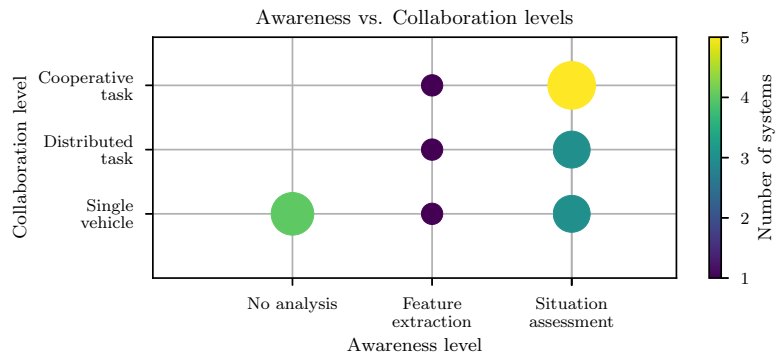 Awareness vs. Collaboration levels
Collaboration level
Cooperative
task
Distributed
task
Single
vehicle
No analysis
Feature
extraction
Situation
assessment
Awareness level
5
4
3
2
1
Number of systems